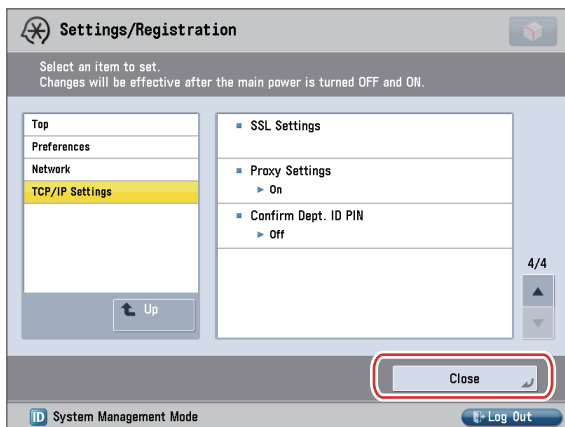 Settings/Registration
Select an item to set.
Changes will be effective after the main power is turned OFF and ON.
Top
Preferences
Network
TCP/IP Settings
Up
SSL Settings
Proxy Settings
On
Confirm Dept. ID PIN
Off
4/4
Close
ID System Management Mode
Log Out